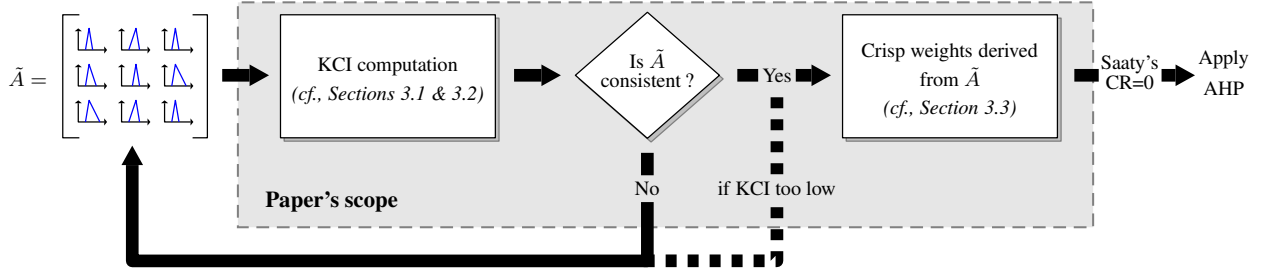 Ã =
KCI computation
(cf., Sections 3.1 & 3.2)
Is Ã
consistent ?
Yes
Crisp weights derived
from Ã
(cf., Section 3.3)
Saaty's
CR=0
Apply
AHP
No
if KCI too low
Paper's scope